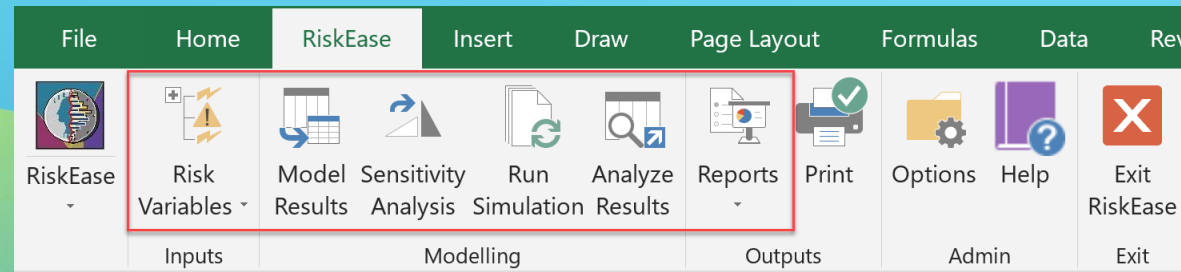 File Home RiskEase Insert Draw Page Layout Formulas Data Rev
RiskEase
Risk
Variables
Model
Results
Sensitivity
Analysis
Run
Simulation
Analyze
Results
Reports
Print
Options
Help
Exit
RiskEase
Inputs Modelling Outputs Admin Exit